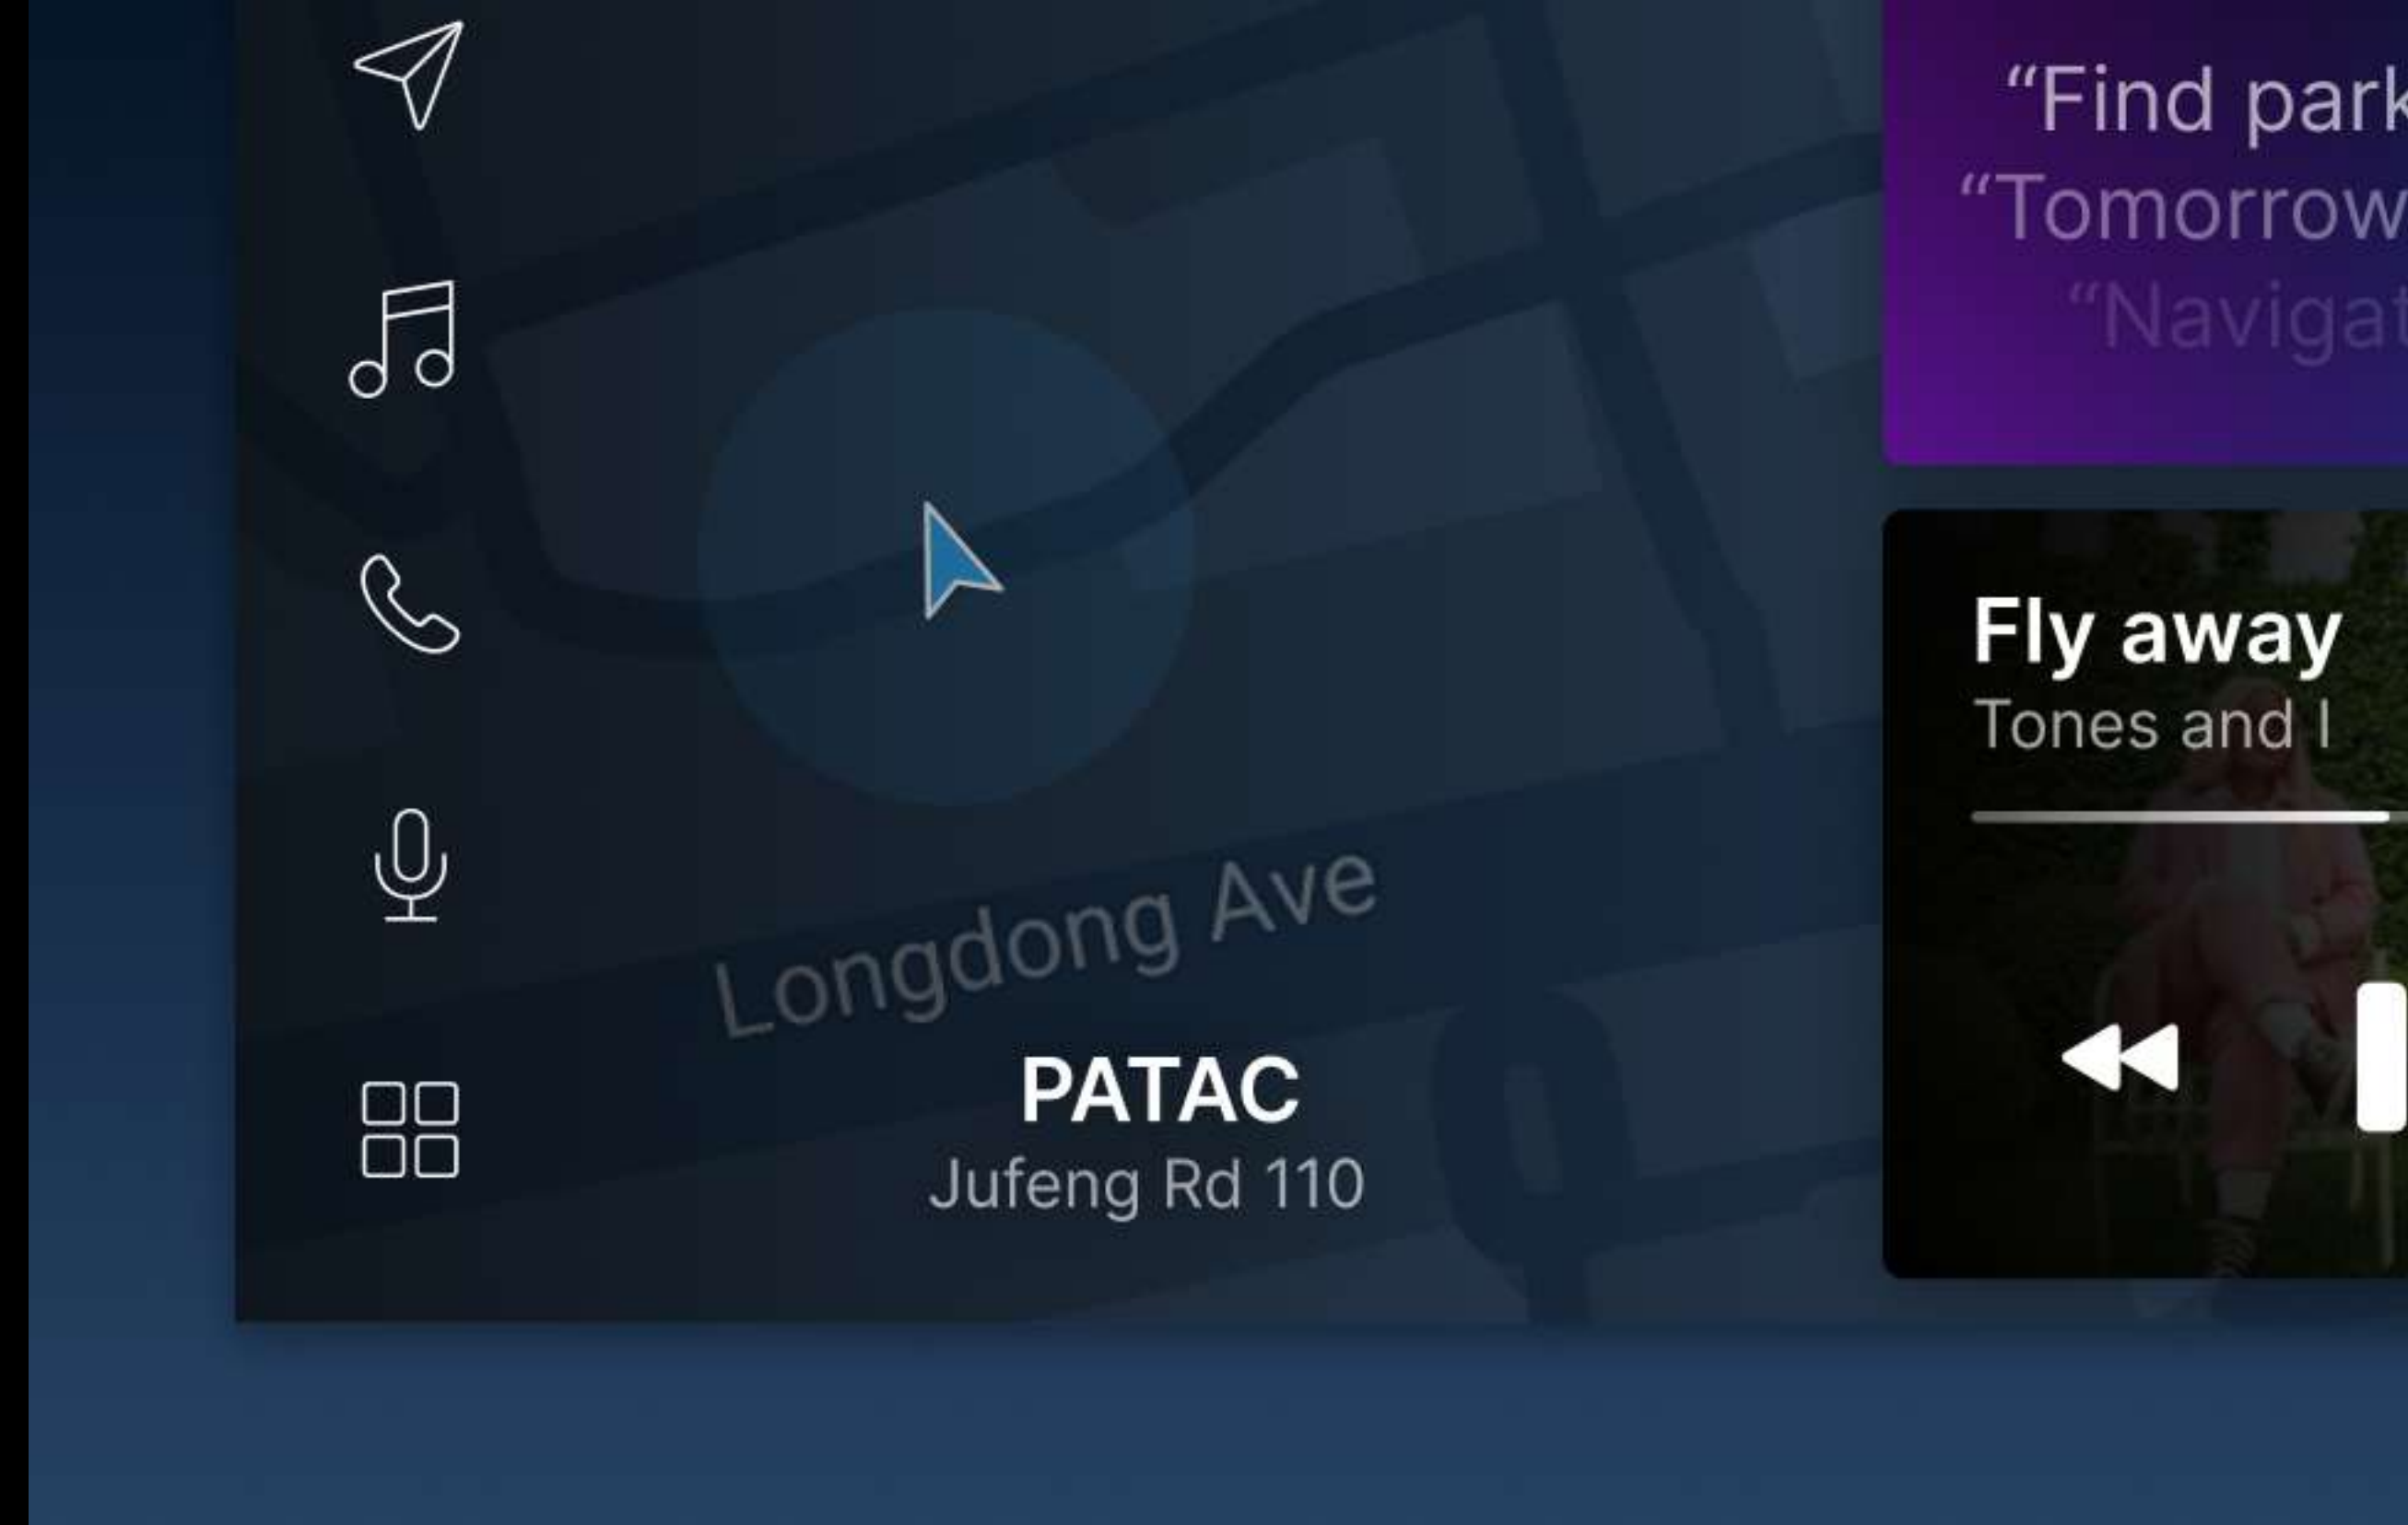 “Find park
“Tomorrow
“Navigat
Fly away
Tones and I
Longdong Ave
PATAC
Jufeng Rd 110